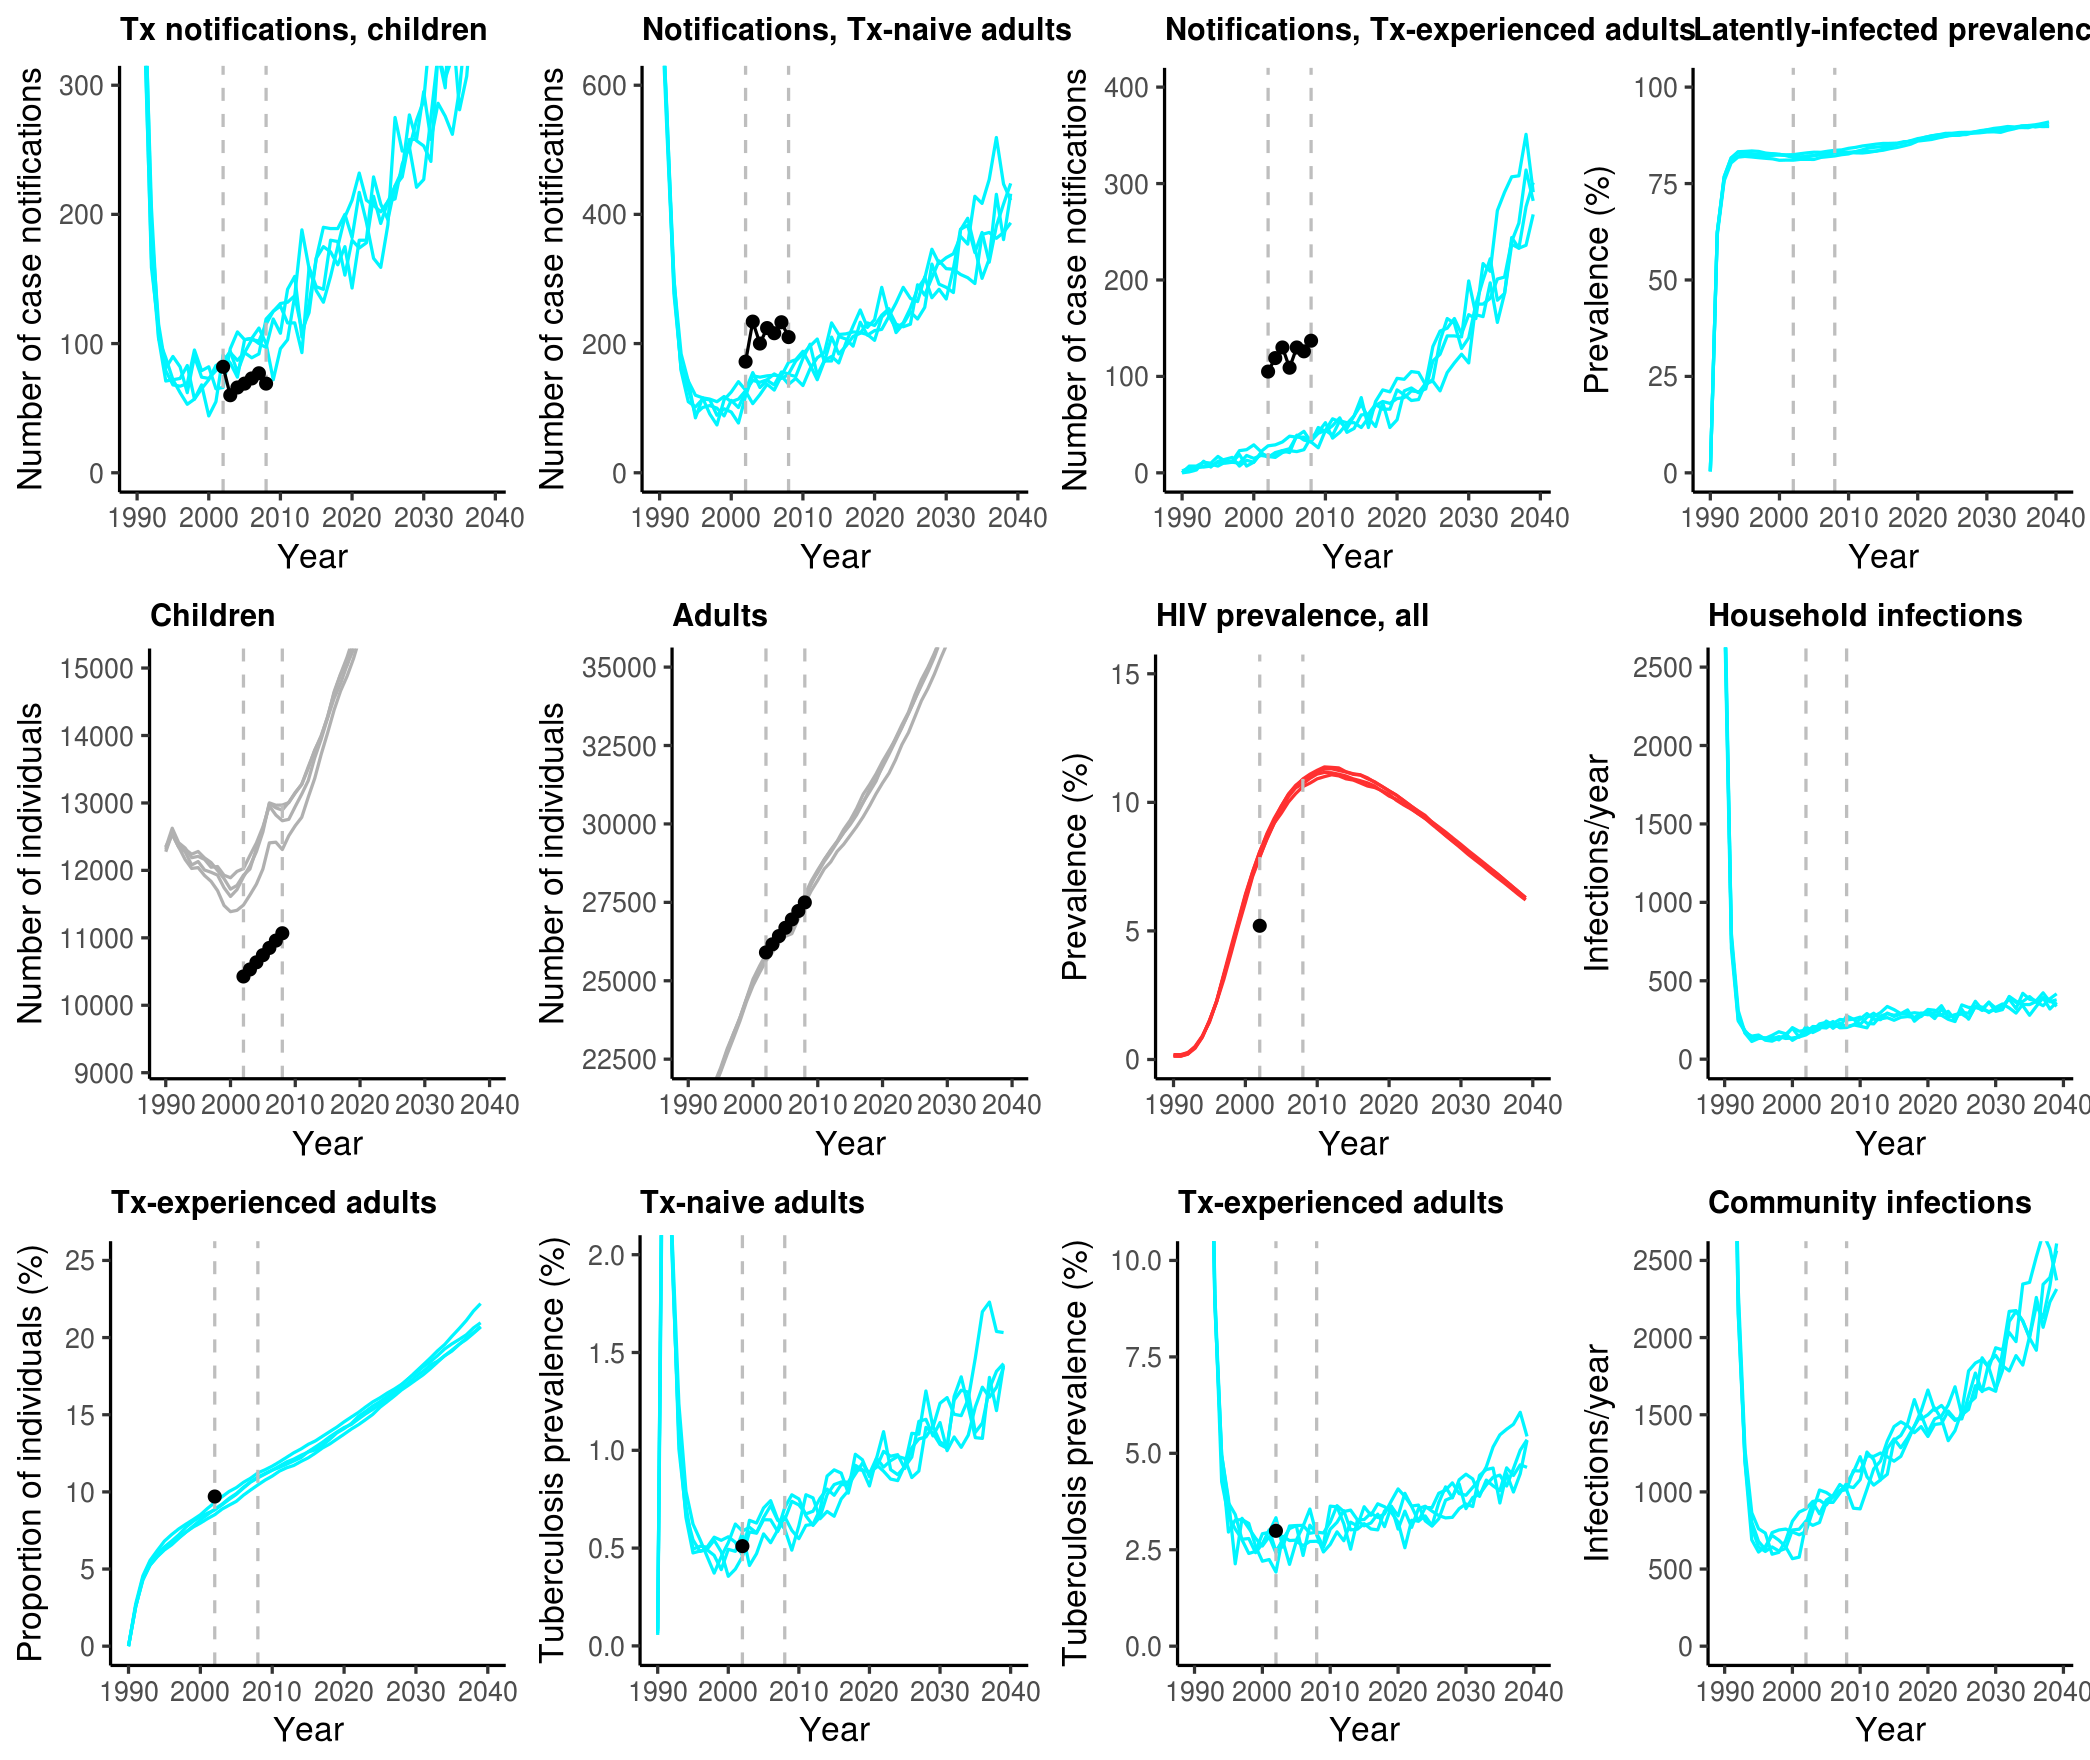 Tx notifications, children
Number of case notifications
300
200
100
0
1990 2000 2010 2020 2030 2040
Year
Notifications, Tx-naive adults
Number of case notifications
600
400
200
0
1990 2000 2010 2020 2030 2040
Year
Notifications, Tx-experienced adults
Number of case notifications
400
300
200
100
0
1990 2000 2010 2020 2030 2040
Year
Latently-infected prevalenc
Prevalence (%)
100
75
50
25
0
1990 2000 2010 2020 2030 2040
Year
Children
Number of individuals
15000
14000
13000
12000
11000
10000
9000
1990 2000 2010 2020 2030 2040
Year
Adults
Number of individuals
35000
32500
30000
27500
25000
22500
1990 2000 2010 2020 2030 2040
Year
HIV prevalence, all
Prevalence (%)
15
10
5
0
1990 2000 2010 2020 2030 2040
Year
Household infections
Infections/year
2500
2000
1500
1000
500
0
1990 2000 2010 2020 2030 2040
Year
Tx-experienced adults
Proportion of individuals (%)
25
20
15
10
5
0
1990 2000 2010 2020 2030 2040
Year
Tx-naive adults
Tuberculosis prevalence (%)
2.0
1.5
1.0
0.5
0.0
1990 2000 2010 2020 2030 2040
Year
Tx-experienced adults
Tuberculosis prevalence (%)
10.0
7.5
5.0
2.5
0.0
1990 2000 2010 2020 2030 2040
Year
Community infections
Infections/year
2500
2000
1500
1000
500
0
1990 2000 2010 2020 2030 2040
Year